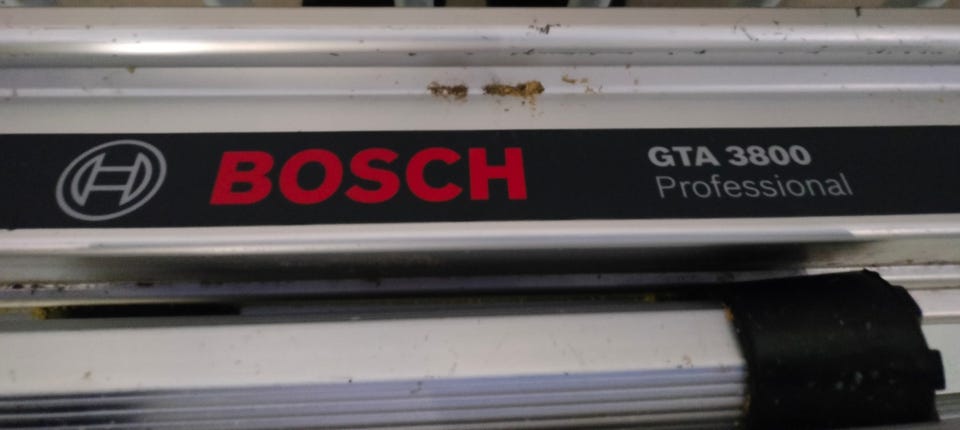 BOSCH
GTA 3800
Professional